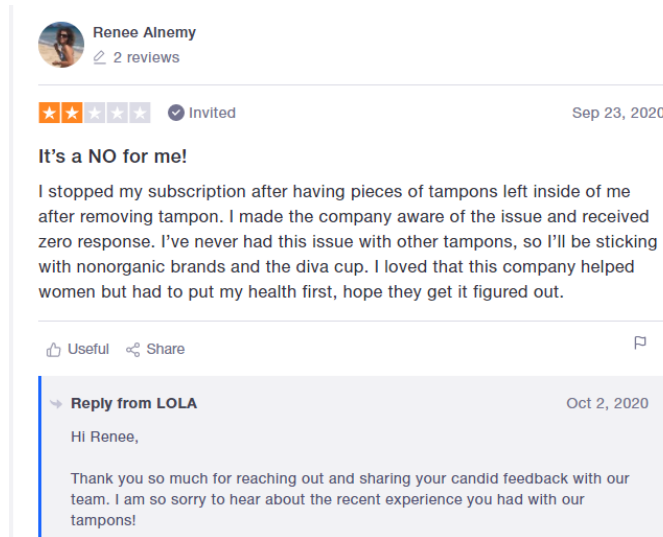 Renee Alnemy
2 reviews
Invited
Sep 23, 2020
It's a NO for me!
I stopped my subscription after having pieces of tampons left inside of me
after removing tampon. I made the company aware of the issue and received
zero response. I've never had this issue with other tampons, so I'll be sticking
with nonorganic brands and the diva cup. I loved that this company helped
women but had to put my health first, hope they get it figured out.
Useful Share
Reply from LOLA
Oct 2, 2020
Hi Renee,
Thank you so much for reaching out and sharing your candid feedback with our
team. I am so sorry to hear about the recent experience you had with our
tampons!